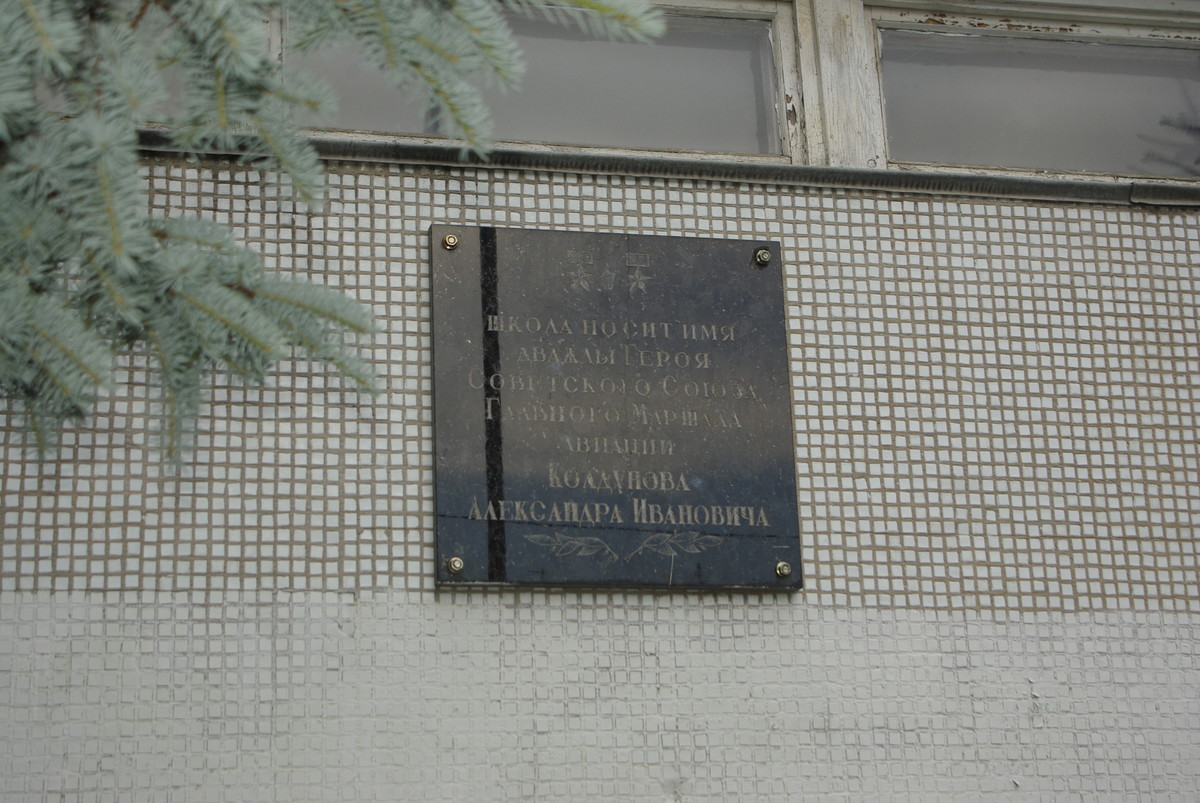 Школа носит имя
дважды Героя
Советского Союза
Главного Маршала
авиации
Колдунова
Александра Ивановича